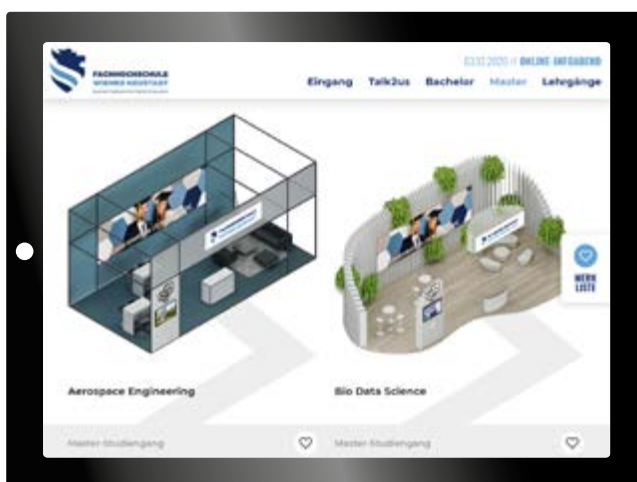 FACHHOCHSCHULE
WIENER NEUSTADT
ONLINE INFOABEND
Eingang Talk2us Bachelor Master Lehrgänge
FACHHOCHSCHULE
MERK
LISTE
Aerospace Engineering
Bio Data Science
Master-Studiengang
Master-Studiengang